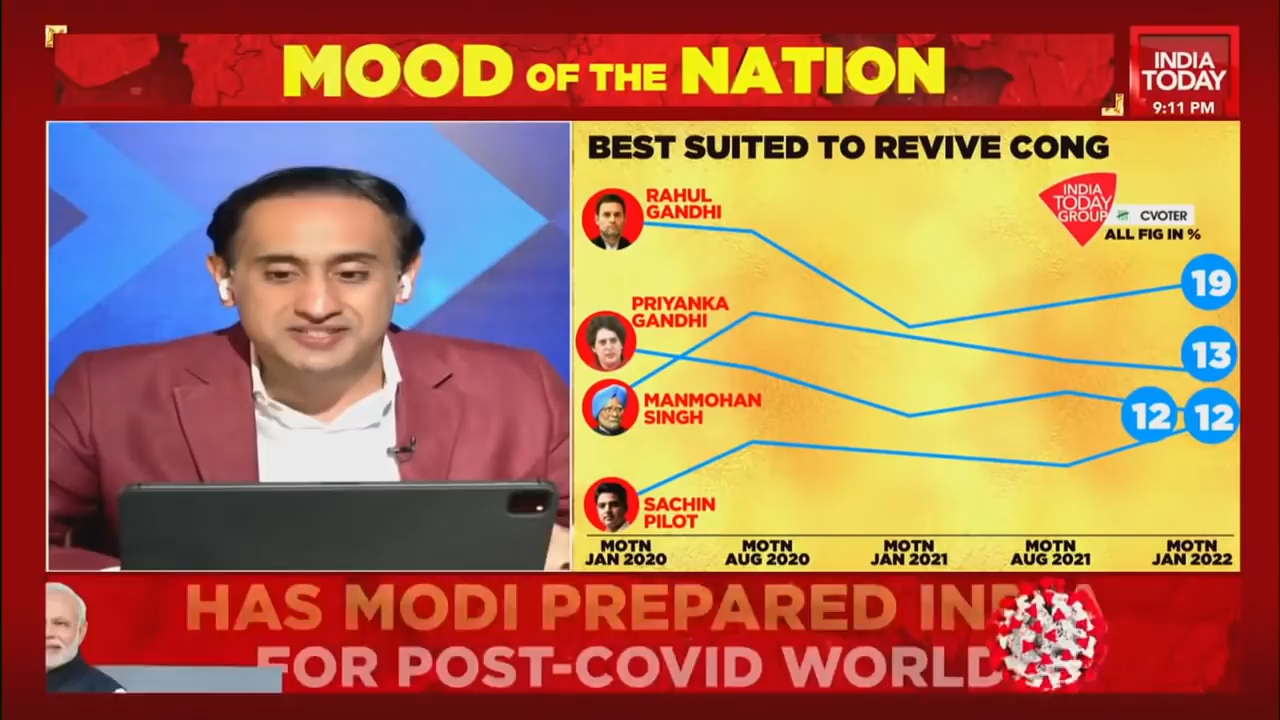 MOOD OF THE NATION
INDIA
TODAY
9:11 PM
BEST SUITED TO REVIVE CONG
INDIA
TODAY
GROUP
CVOTER
ALL FIG IN %
RAHUL
GANDHI
19
PRIYANKA
GANDHI
13
MANMOHAN
SINGH
12 12
SACHIN
PILOT
MOTN
JAN 2020
MOTN
AUG 2020
MOTN
JAN 2021
MOTN
AUG 2021
MOTN
JAN 2022
HAS MODI PREPARED INDIA
FOR POST-COVID WORLD